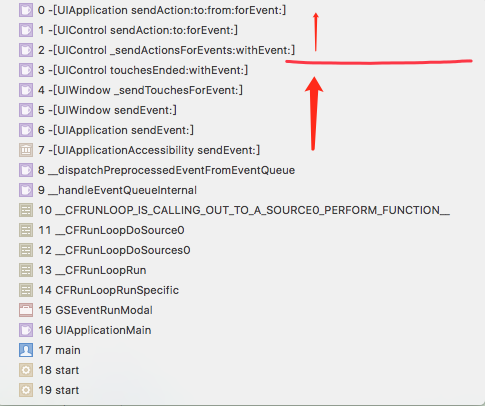 0 -[UIApplication sendAction:to:from:forEvent:]
1 -[UIControl sendAction:to:forEvent:]
2 -[UIControl _sendActionsForEvents:withEvent:]
3 -[UIControl touchesEnded:withEvent:]
4 -[UIWindow _sendTouchesForEvent:]
5 -[UIWindow sendEvent:]
6 -[UIApplication sendEvent:]
7 -[UIApplicationAccessibility sendEvent:]
8 __dispatchPreprocessedEventFromEventQueue
9 __handleEventQueueInternal
10 __CFRUNLOOP_IS_CALLING_OUT_TO_A_SOURCE0_PERFORM_FUNCTION__
11 __CFRunLoopDoSource0
12 __CFRunLoopDoSources0
13 __CFRunLoopRun
14 CFRunLoopRunSpecific
15 GSEventRunModal
16 UIApplicationMain
17 main
18 start
19 start